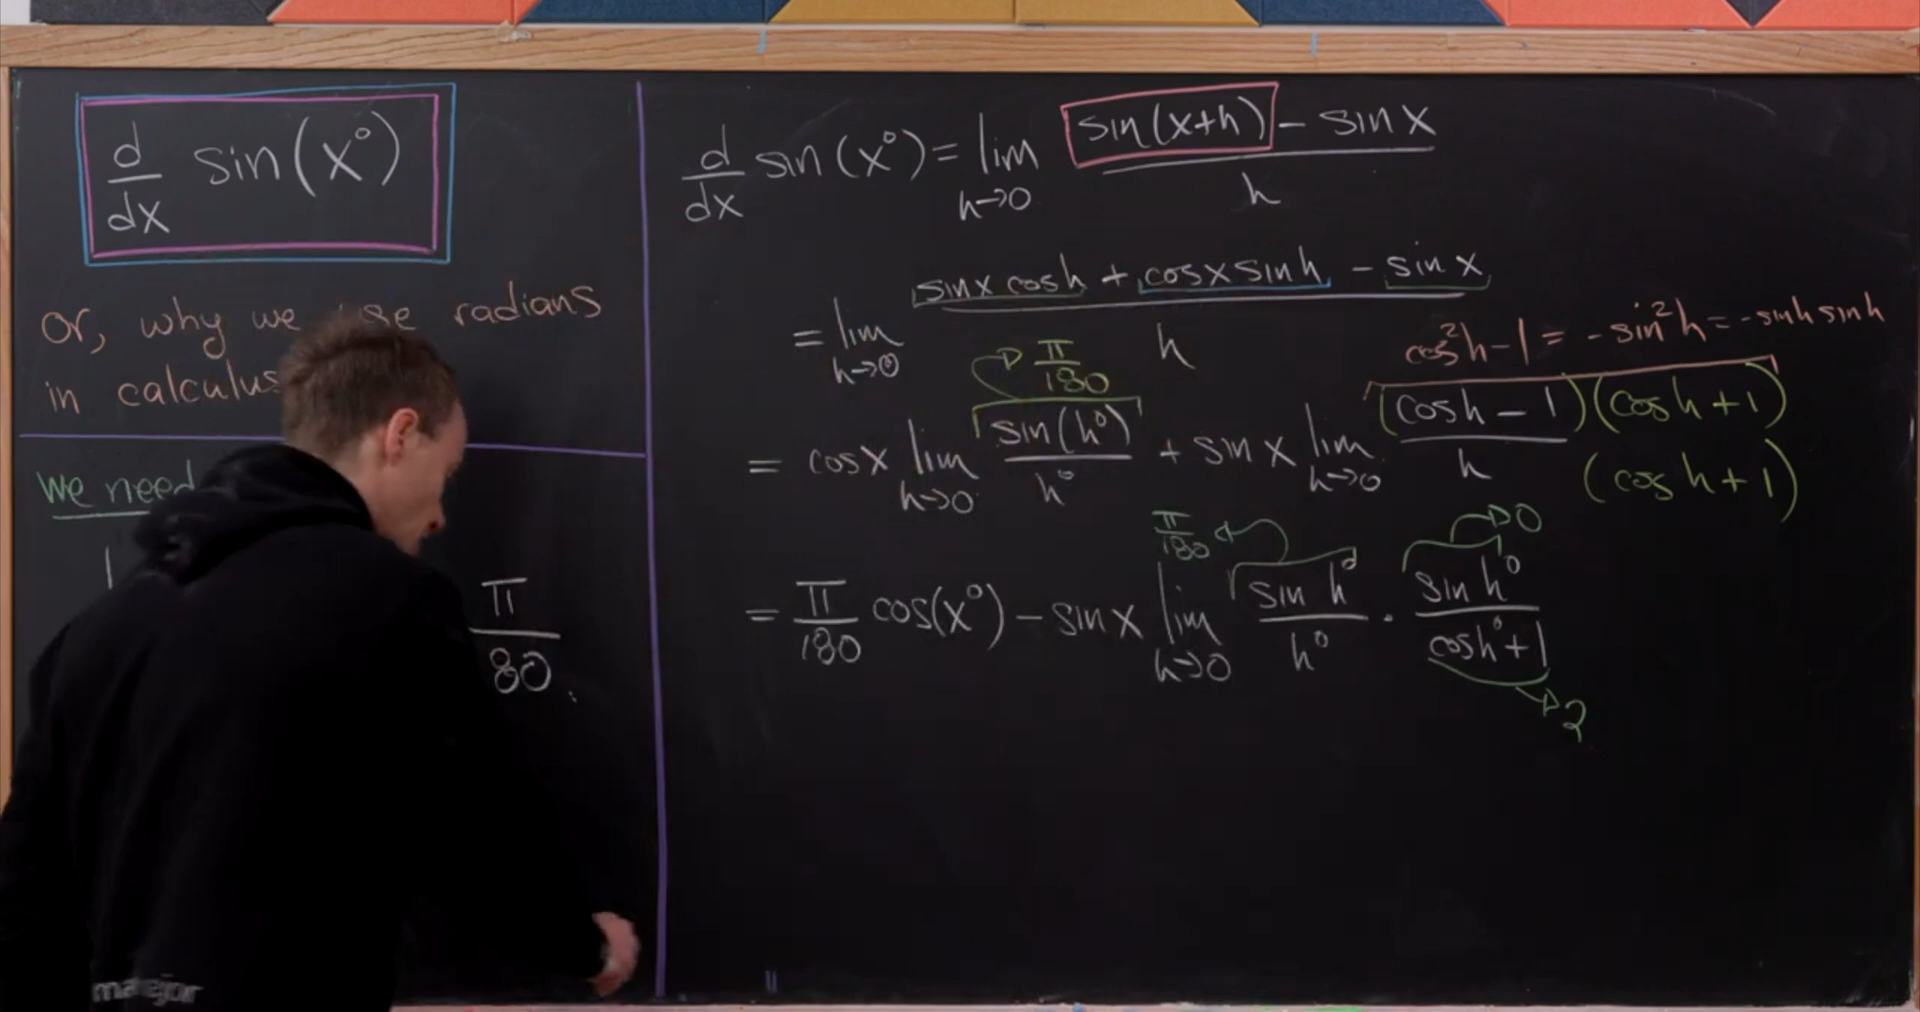 d/dx sin(x°)
or, why we use radians
in calculus
we need
π/80
d/dx sin(x°) = lim h→0 (sin(x+h) - sin x)/h
= lim h→0 (sin x cos h + cos x sin h - sin x)/h
cos²h - 1 = - sin²h = - sin h sin h
π/180
= cos x lim h→0 sin(h°)/h° + sin x lim h→0 (cos h - 1)(cos h + 1)/h (cos h + 1)
π/180
0
= π/180 cos(x°) - sin x lim h→0 sin h°/h° · sin h°/(cos h° + 1)
2